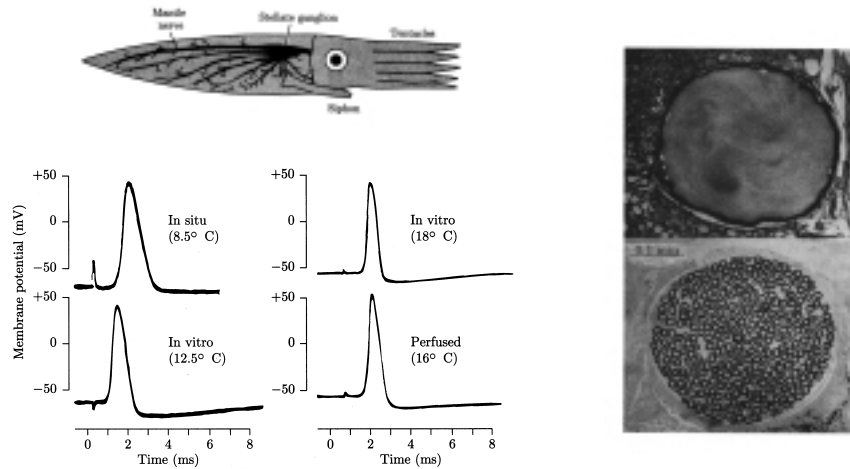 Mantle
nerve
Stellate ganglion
Tentacles
Siphon
Membrane potential (mV)
+50
0
−50
In situ
(8.5° C)
+50
0
−50
In vitro
(18° C)
+50
0
−50
In vitro
(12.5° C)
+50
0
−50
Perfused
(16° C)
0 2 4 6 8
Time (ms)
0 2 4 6 8
Time (ms)